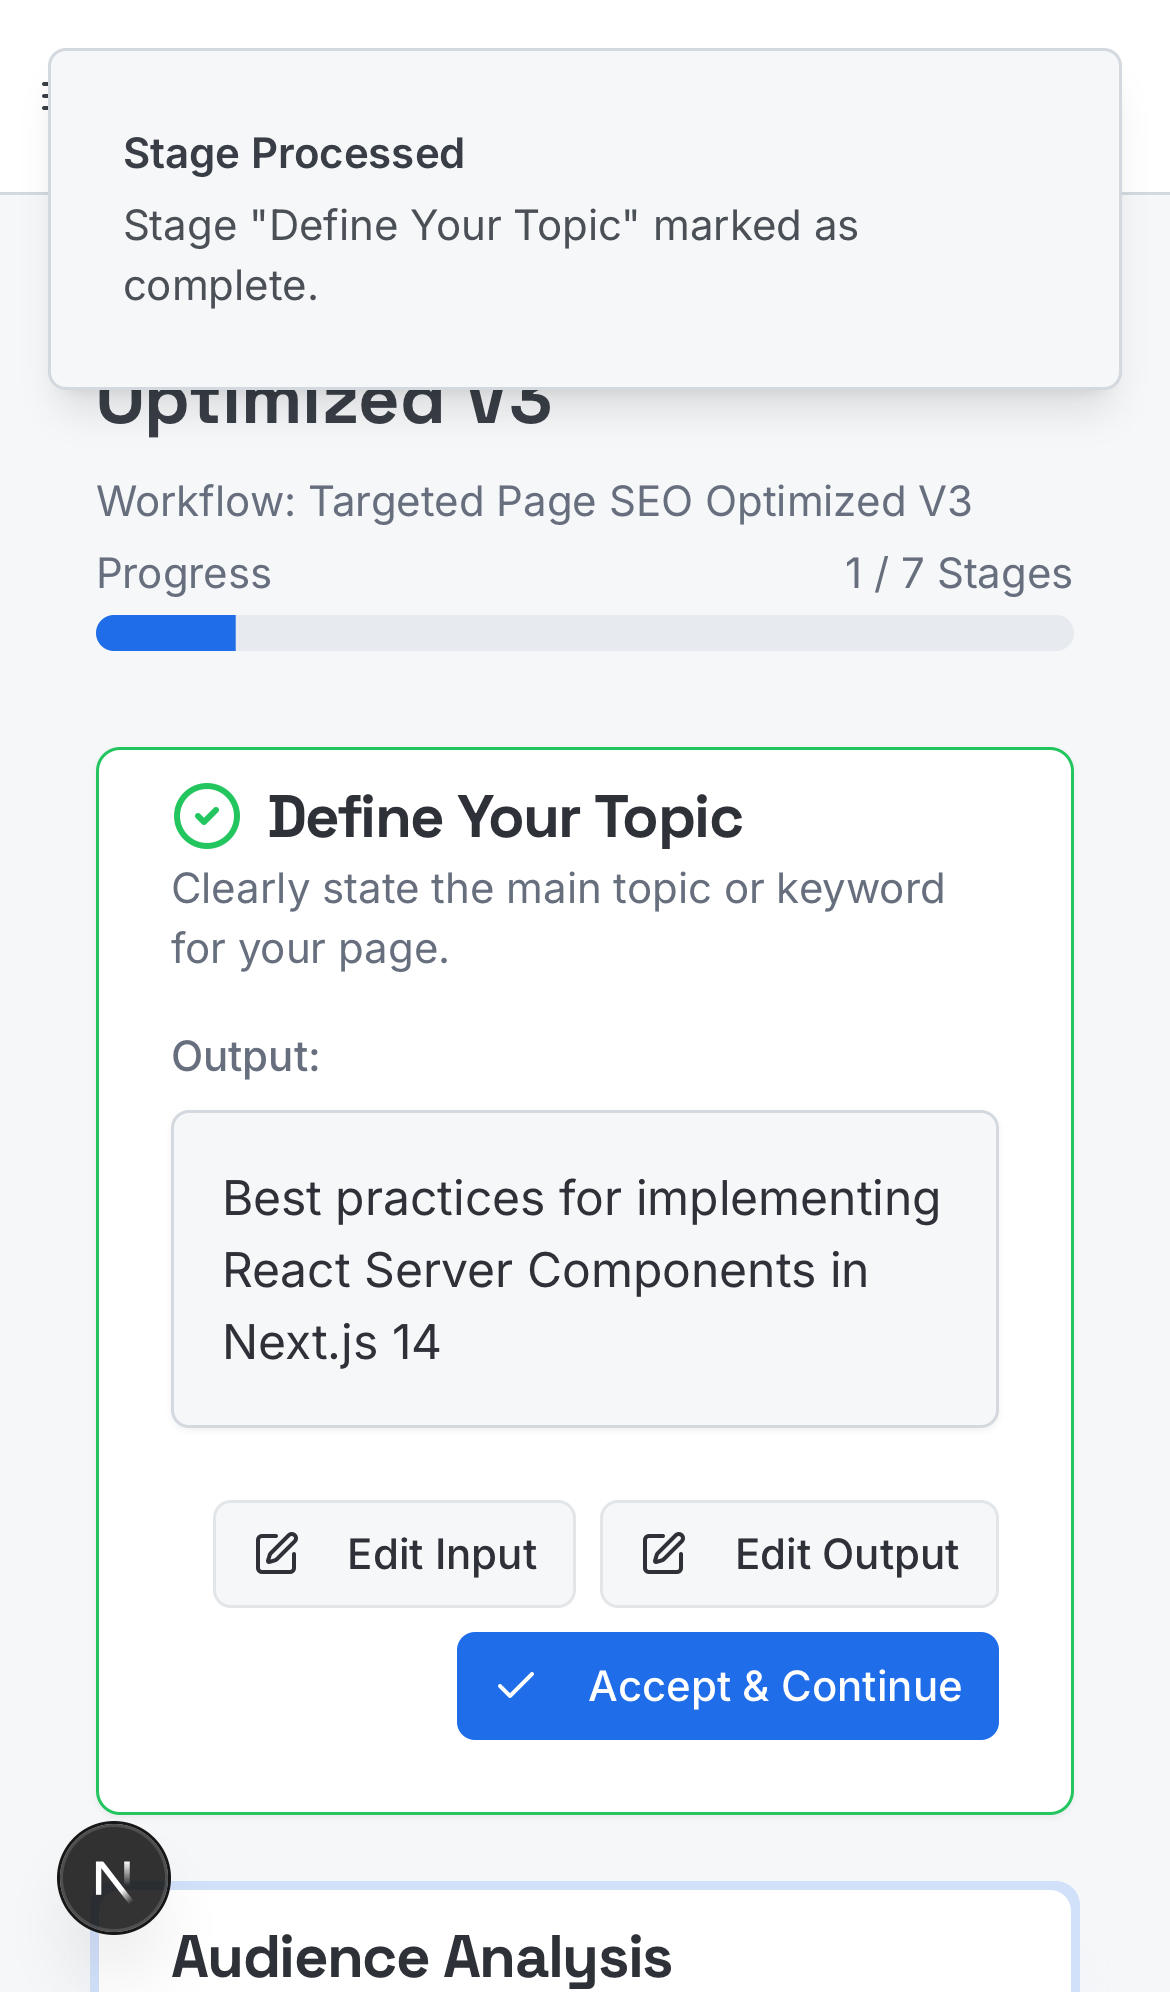 Stage Processed
Stage "Define Your Topic" marked as
complete.
Optimized V3
Workflow: Targeted Page SEO Optimized V3
Progress
1 / 7 Stages
Define Your Topic
Clearly state the main topic or keyword
for your page.
Output:
Best practices for implementing
React Server Components in
Next.js 14
Edit Input
Edit Output
Accept & Continue
N
Audience Analysis